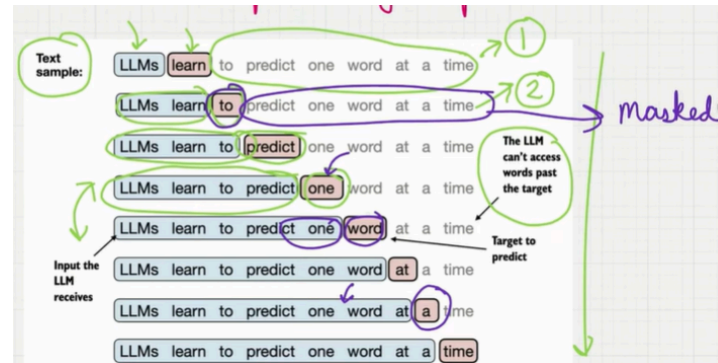 Text
sample:
LLMs learn to predict one word at a time
1
LLMs learn to predict one word at a time
2
masked
LLMs learn to predict one word at a time
LLMs learn to predict one word at a time
The LLM
can't access
words past
the target
LLMs learn to predict one word at a time
Target to
predict
Input the
LLM
receives
LLMs learn to predict one word at a time
LLMs learn to predict one word at a time
LLMs learn to predict one word at a time